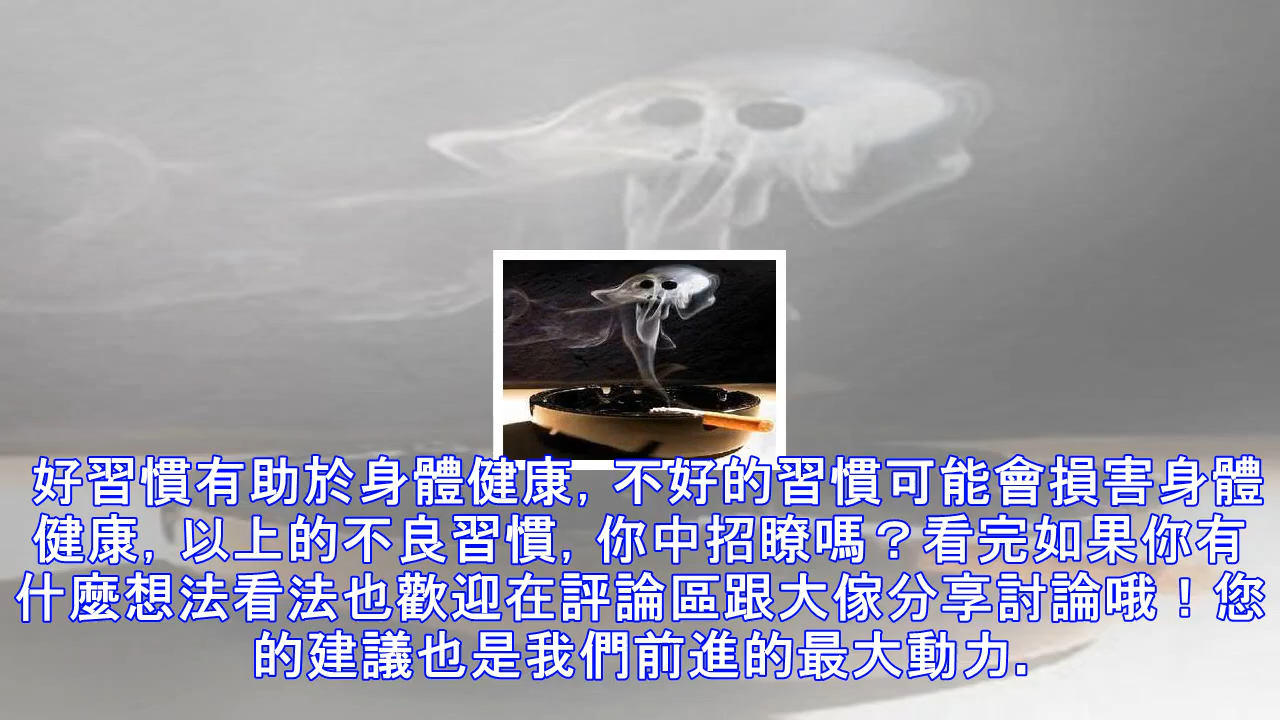 好習慣有助於身體健康, 不好的習慣可能會損害身體
健康, 以上的不良習慣, 你中招瞭嗎？看完如果你有
什麼想法看法也歡迎在評論區跟大傢分享討論哦！您
的建議也是我們前進的最大動力.